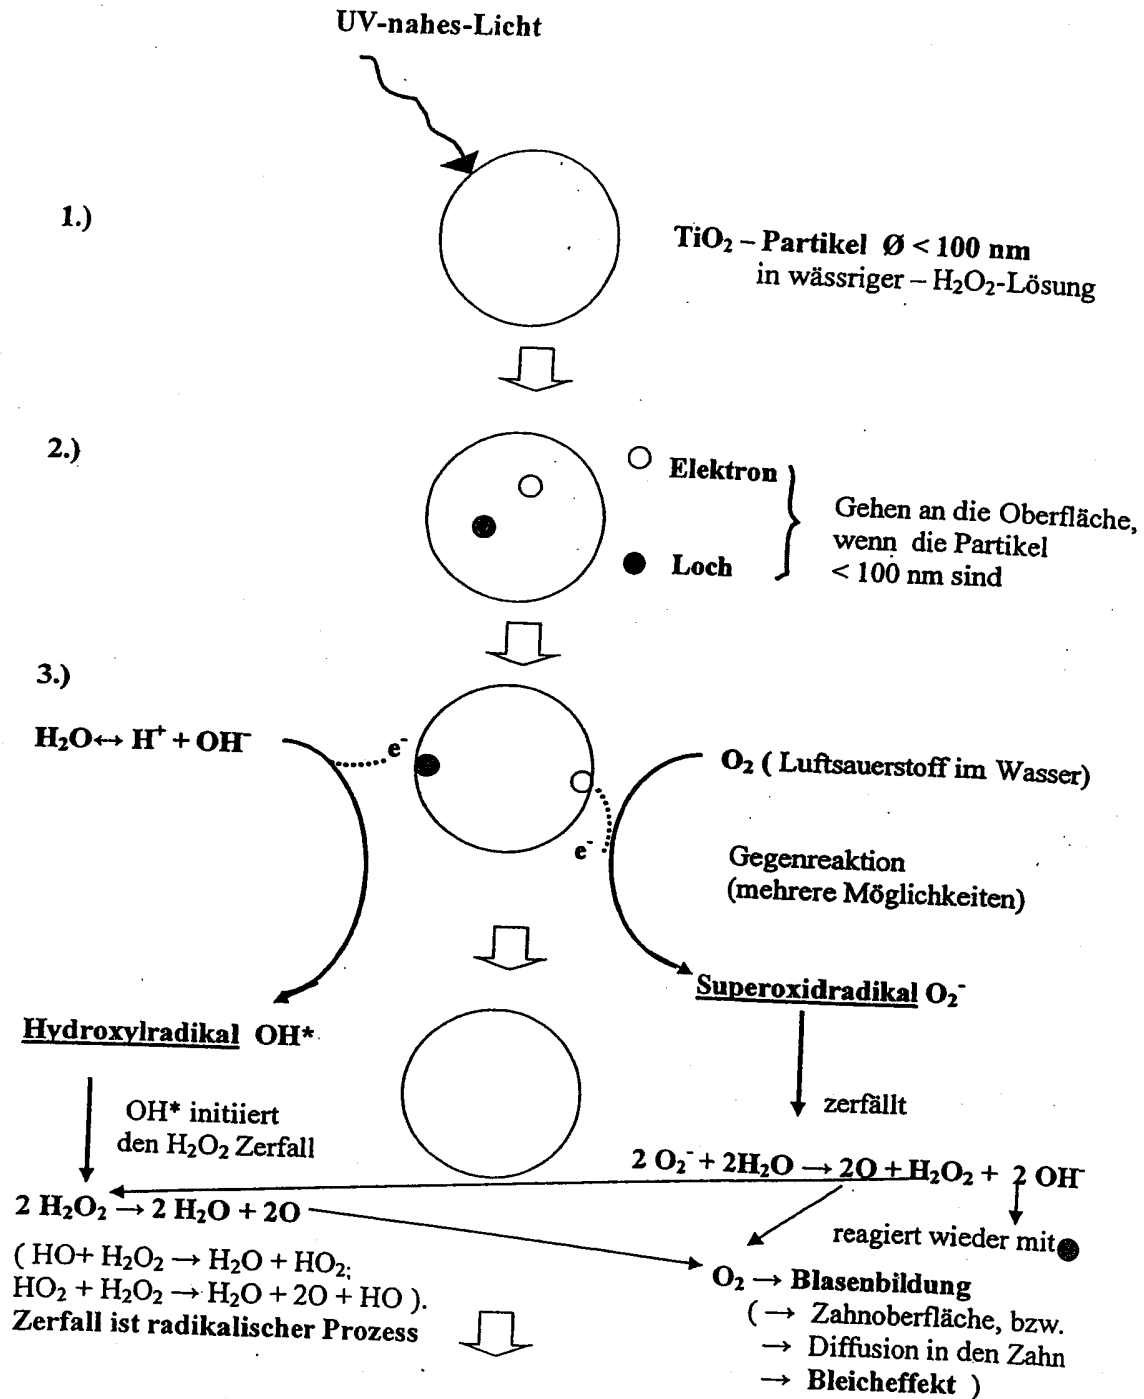 UV-nahes-Licht
1.)
TiO₂ – Partikel Ø < 100 nm
in wässriger – H₂O₂-Lösung
2.)
Elektron
Loch
Gehen an die Oberfläche,
wenn die Partikel
< 100 nm sind
3.)
H₂O↔ H⁺ + OH⁻
e⁻
O₂ ( Luftsauerstoff im Wasser)
e⁻
Gegenreaktion
(mehrere Möglichkeiten)
Superoxidradikal O₂⁻
Hydroxylradikal OH*
zerfällt
OH* initiiert
den H₂O₂ Zerfall
2 O₂⁻ + 2H₂O → 2O + H₂O₂ + 2 OH⁻
2 H₂O₂ → 2 H₂O + 2O
reagiert wieder mit
( HO+ H₂O₂ → H₂O + HO₂;
HO₂ + H₂O₂ → H₂O + 2O + HO ).
Zerfall ist radikalischer Prozess
O₂ → Blasenbildung
( → Zahnoberfläche, bzw.
→ Diffusion in den Zahn
→ Bleicheffekt )